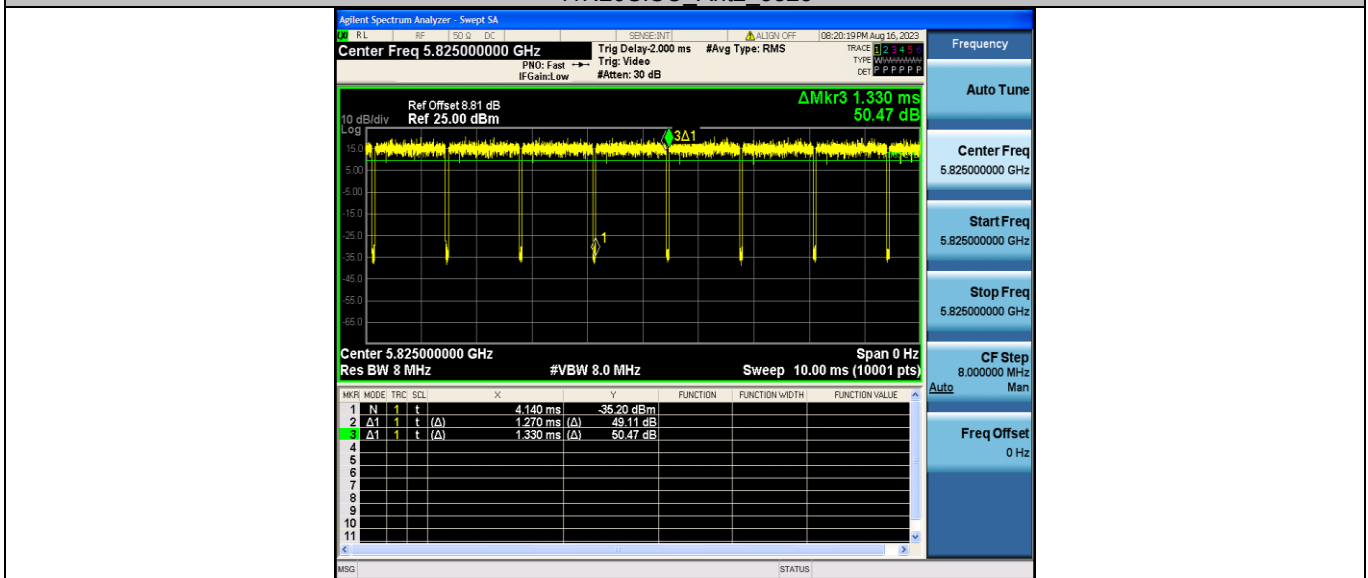 Agilent Spectrum Analyzer - Swept SA
RL RF 50 Ω DC SENSE:INT ALIGN OFF 08:20:19 PM Aug 16, 2023
Center Freq 5.825000000 GHz
PNO: Fast
IFGain:Low
Trig Delay-2.000 ms
Trig: Video
#Atten: 30 dB
#Avg Type: RMS
TRACE 1 2 3 4 5 6
TYPE WWWWWW
DET P P P P P P
Frequency
Auto Tune
Center Freq
5.825000000 GHz
Start Freq
5.825000000 GHz
Stop Freq
5.825000000 GHz
CF Step
8.000000 MHz
Auto Man
Freq Offset
0 Hz
ΔMkr3 1.330 ms
50.47 dB
Ref Offset 8.81 dB
10 dB/div Ref 25.00 dBm
Log
15.0
5.00
-5.00
-15.0
-25.0
-35.0
-45.0
-55.0
-65.0
3Δ1
1
Center 5.825000000 GHz Span 0 Hz
Res BW 8 MHz #VBW 8.0 MHz Sweep 10.00 ms (10001 pts)
MKR MODE TRC SCL X Y FUNCTION FUNCTION WIDTH FUNCTION VALUE
1 N 1 t 4.140 ms -35.20 dBm
2 Δ1 1 t (Δ) 1.270 ms (Δ) 49.11 dB
3 Δ1 1 t (Δ) 1.330 ms (Δ) 50.47 dB
4
5
6
7
8
9
10
11
MSG STATUS